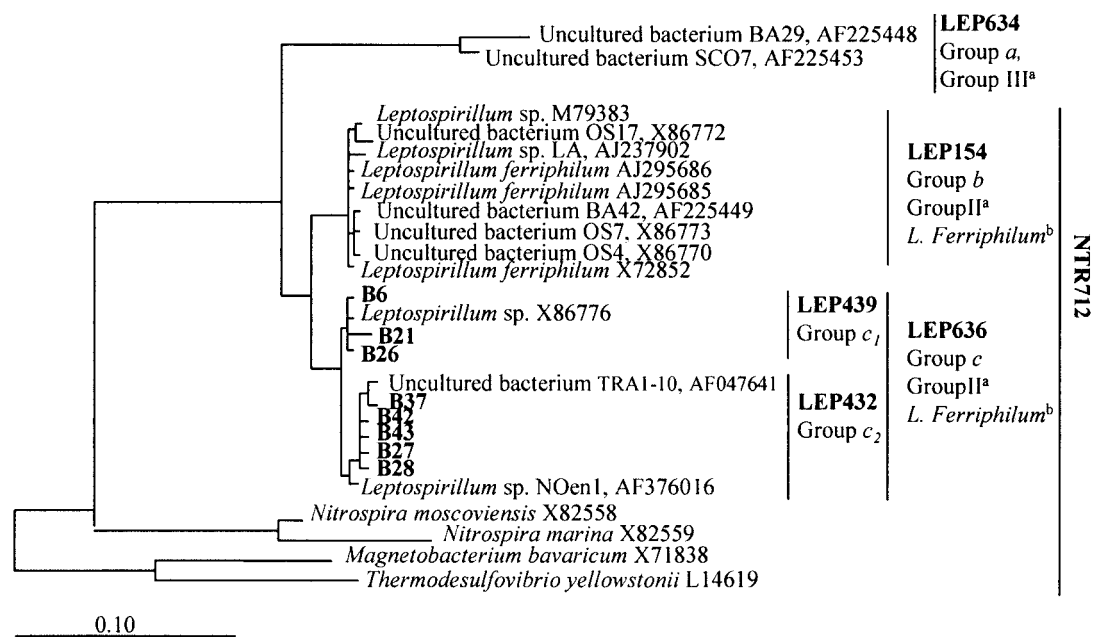 Uncultured bacterium BA29, AF225448
Uncultured bacterium SCO7, AF225453
LEP634
Group a,
Group IIIᵃ
Leptospirillum sp. M79383
Uncultured bacterium OS17, X86772
Leptospirillum sp. LA, AJ237902
Leptospirillum ferriphilum AJ295686
Leptospirillum ferriphilum AJ295685
Uncultured bacterium BA42, AF225449
Uncultured bacterium OS7, X86773
Uncultured bacterium OS4, X86770
Leptospirillum ferriphilum X72852
LEP154
Group b
GroupIIᵃ
L. Ferriphilumᵇ
B6
Leptospirillum sp. X86776
B21
B26
LEP439
Group c₁
Uncultured bacterium TRA1-10, AF047641
B37
B42
B43
B27
B28
Leptospirillum sp. NOen1, AF376016
LEP432
Group c₂
LEP636
Group c
GroupIIᵃ
L. Ferriphilumᵇ
NTR712
Nitrospira moscoviensis X82558
Nitrospira marina X82559
Magnetobacterium bavaricum X71838
Thermodesulfovibrio yellowstonii L14619
0.10